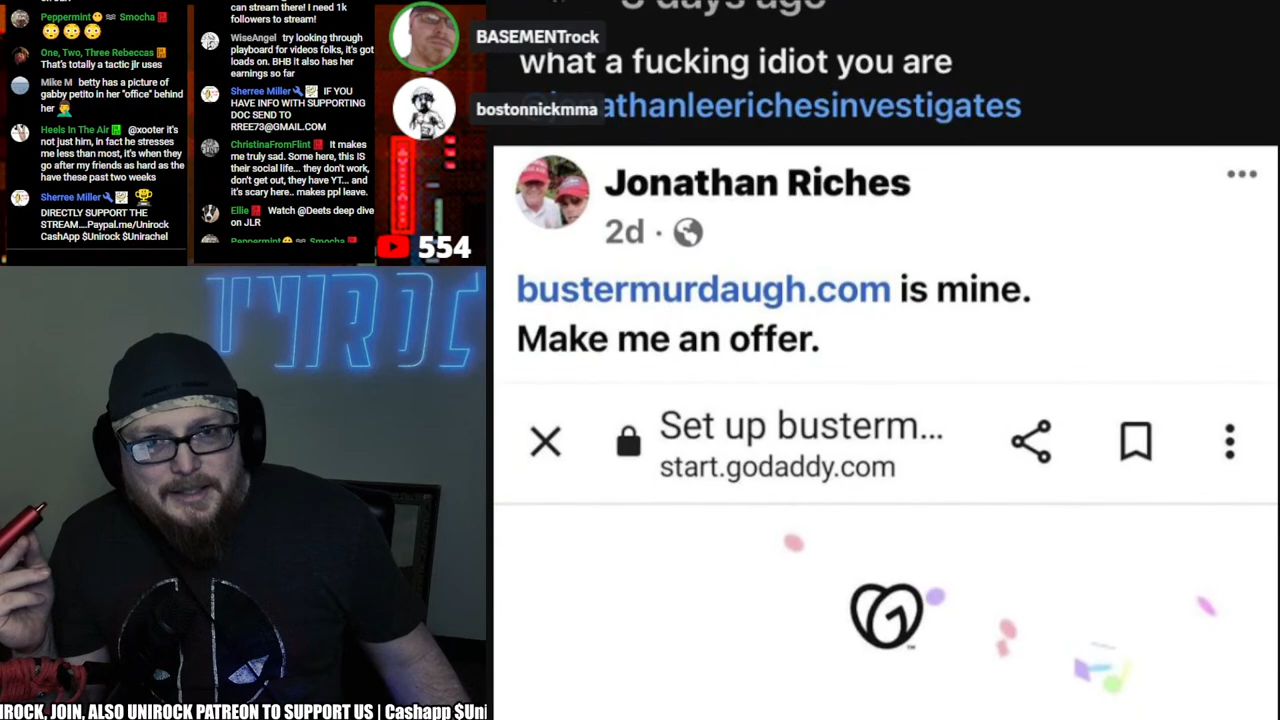 Peppermint Smocha
One, Two, Three Rebeccas
That's totally a tactic jlr uses
Mike M betty has a picture of
gabby petito in her "office" behind
her
Heels In The Air @xooter it's
not just him, in fact he stresses
me less than most, it's when they
go after my friends as hard as the
have these past two weeks
Sherree Miller
DIRECTLY SUPPORT THE
STREAM....Paypal.me/Unirock
CashApp $Unirock $Unirachel
can stream there! I need 1k
followers to stream!
WiseAngel try looking through
playboard for videos folks, it's got
loads on. BHB it also has her
earnings so far
Sherree Miller IF YOU
HAVE INFO WITH SUPPORTING
DOC SEND TO
RREE73@GMAIL.COM
ChristinaFromFlint It makes
me truly sad. Some here, this IS
their social life... they don't work,
don't get out, they have YT... and
it's scary here.. makes ppl leave.
Ellie Watch @Deets deep dive
on JLR
Peppermint Smocha
BASEMENTrock
bostonnickmma
554
days ago
what a fucking idiot you are
athanleerichesinvestigates
Jonathan Riches
2d
bustermurdaugh.com is mine.
Make me an offer.
Set up busterm...
start.godaddy.com
IROCK, JOIN, ALSO UNIROCK PATREON TO SUPPORT US | Cashapp $Uni